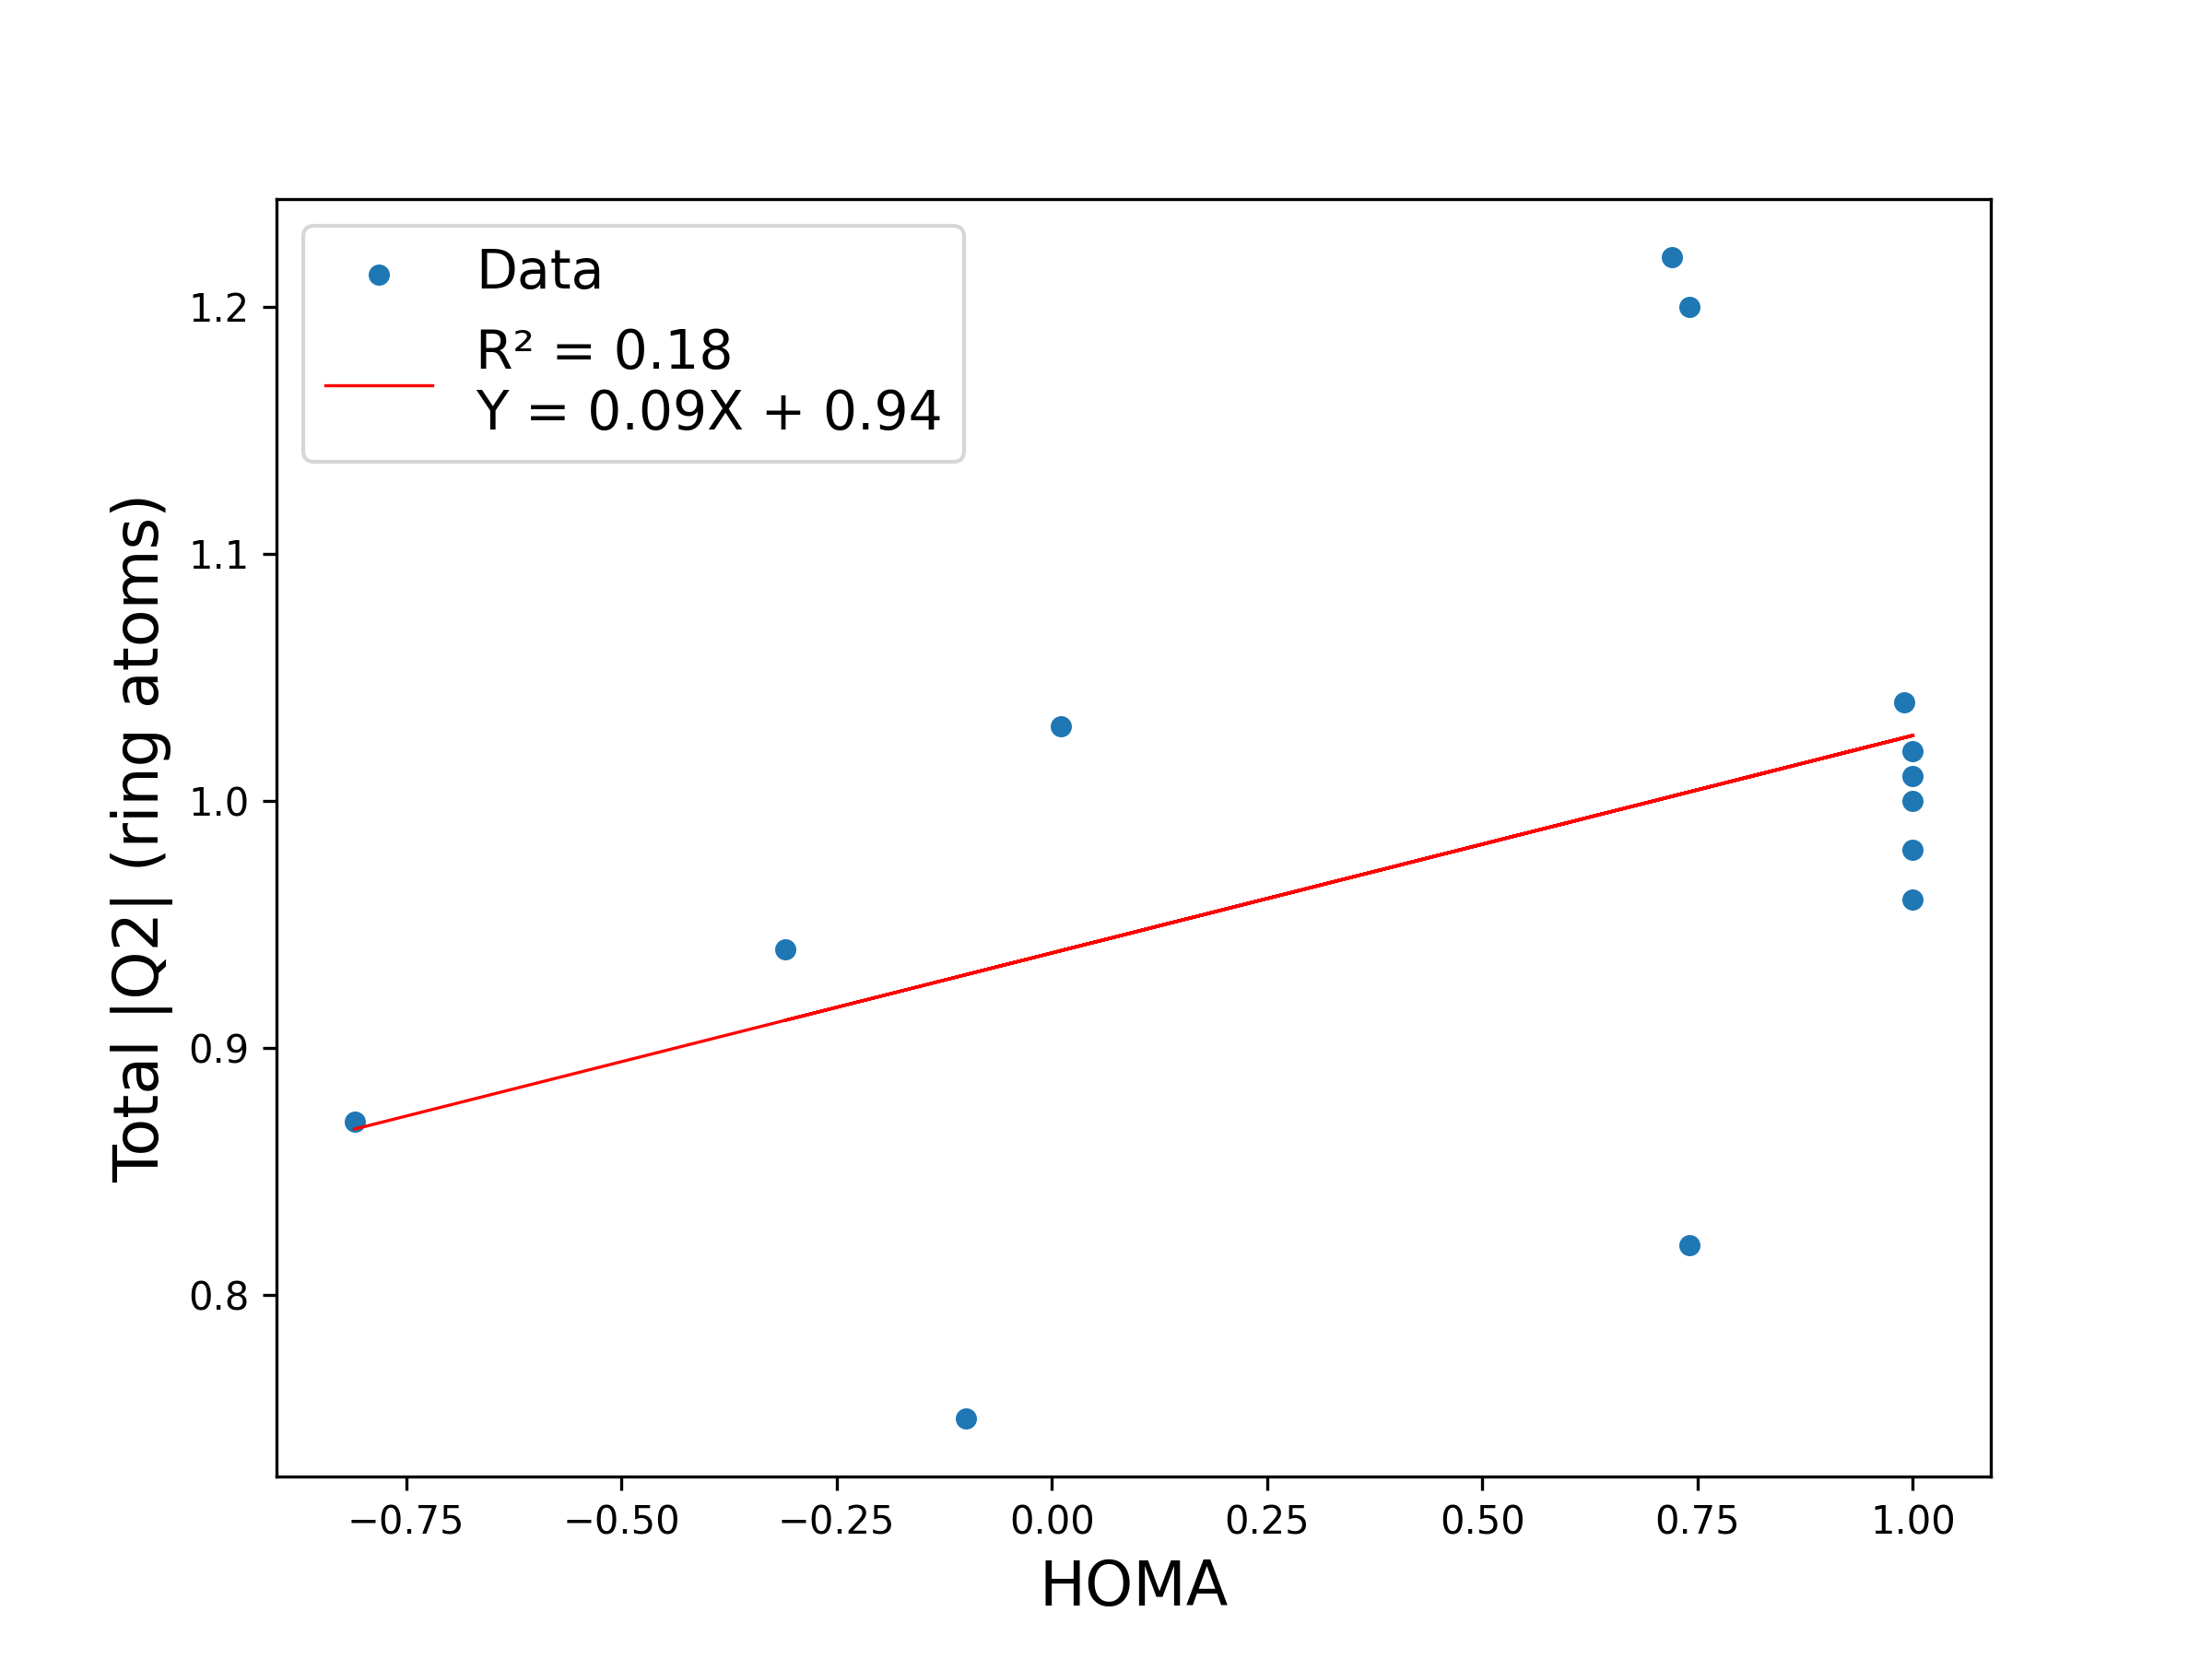 Data
R² = 0.18
Y = 0.09X + 0.94
Total |Q2| (ring atoms)
1.2
1.1
1.0
0.9
0.8
−0.75 −0.50 −0.25 0.00 0.25 0.50 0.75 1.00
HOMA